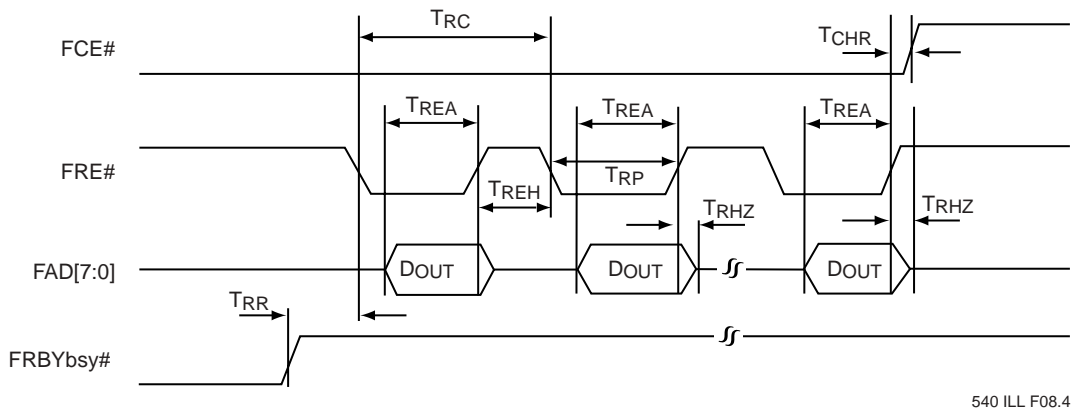 TRC
FCE#
TCHR
TREA
TREA
TREA
FRE#
TRP
TREH
TRHZ
TRHZ
FAD[7:0]
DOUT
DOUT
DOUT
TRR
FRBYbsy#
540 ILL F08.4